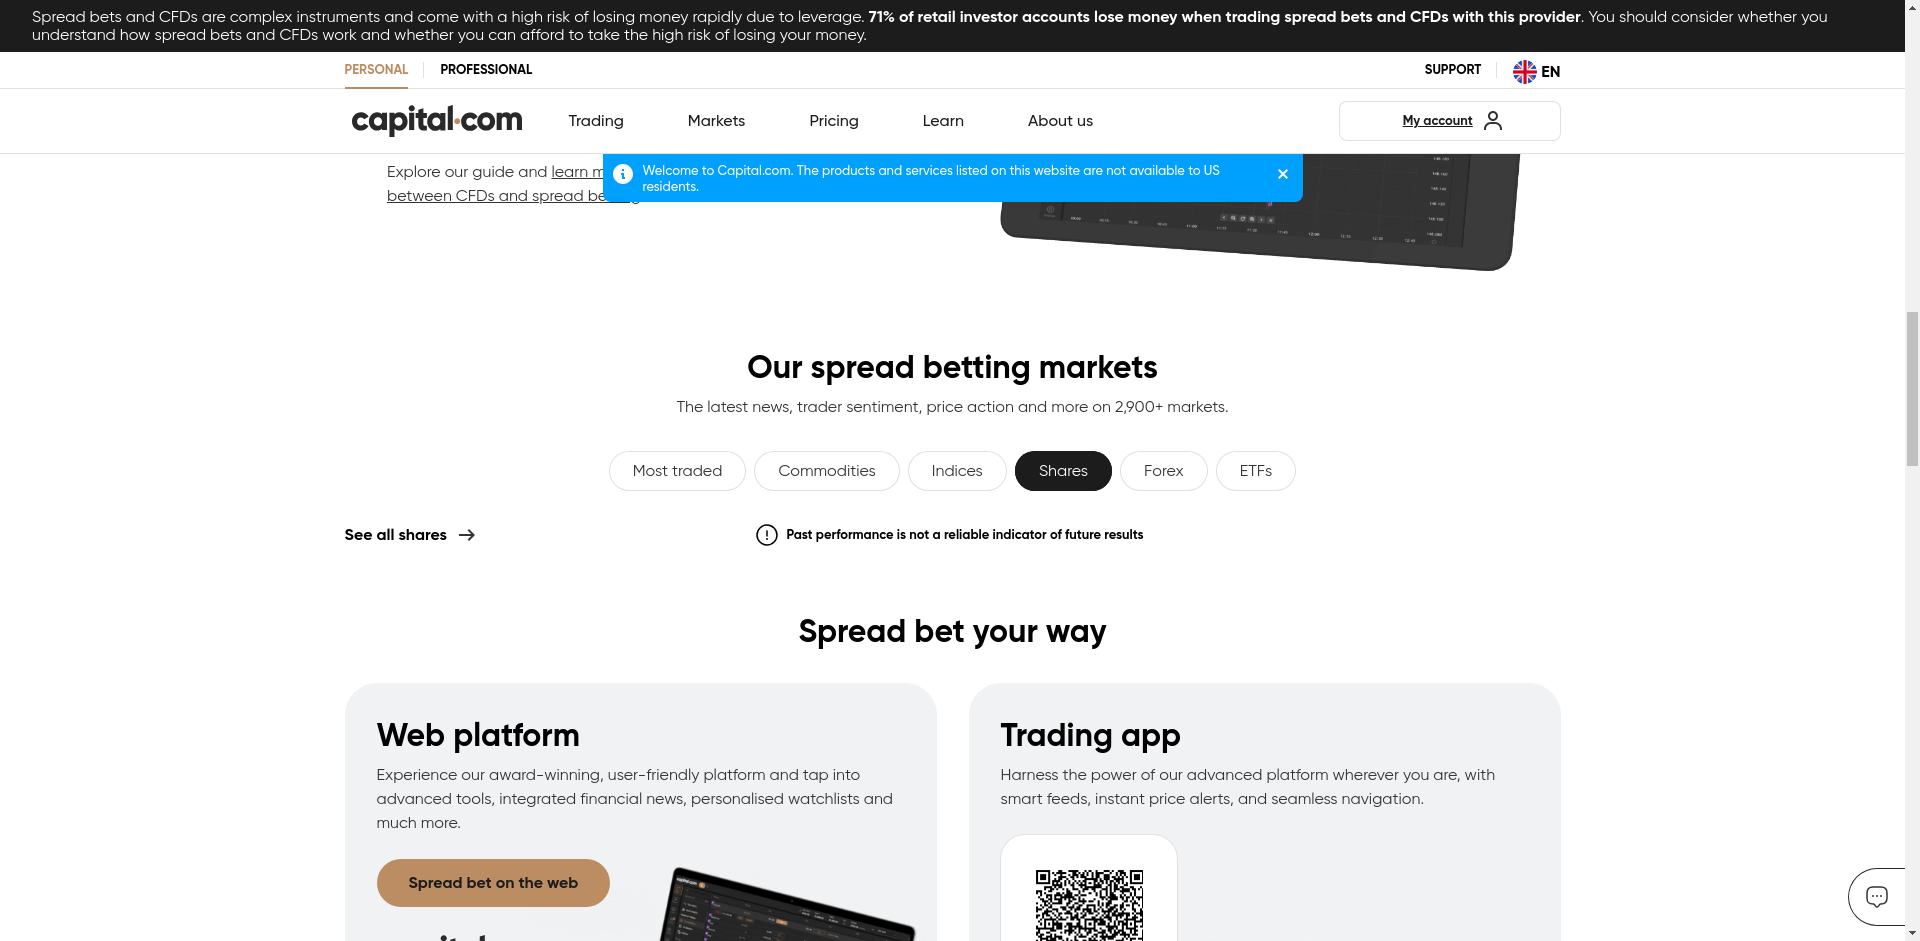 Spread bets and CFDs are complex instruments and come with a high risk of losing money rapidly due to leverage. 71% of retail investor accounts lose money when trading spread bets and CFDs with this provider. You should consider whether you
understand how spread bets and CFDs work and whether you can afford to take the high risk of losing your money.
PERSONAL PROFESSIONAL SUPPORT EN
capital.com Trading Markets Pricing Learn About us My account
Explore our guide and learn
between CFDs and spread
Welcome to Capital.com. The products and services listed on this website are not available to US
residents.
Our spread betting markets
The latest news, trader sentiment, price action and more on 2,900+ markets.
Most traded Commodities Indices Shares Forex ETFs
See all shares Past performance is not a reliable indicator of future results
Spread bet your way
Web platform
Experience our award-winning, user-friendly platform and tap into
advanced tools, integrated financial news, personalised watchlists and
much more.
Spread bet on the web
Trading app
Harness the power of our advanced platform wherever you are, with
smart feeds, instant price alerts, and seamless navigation.